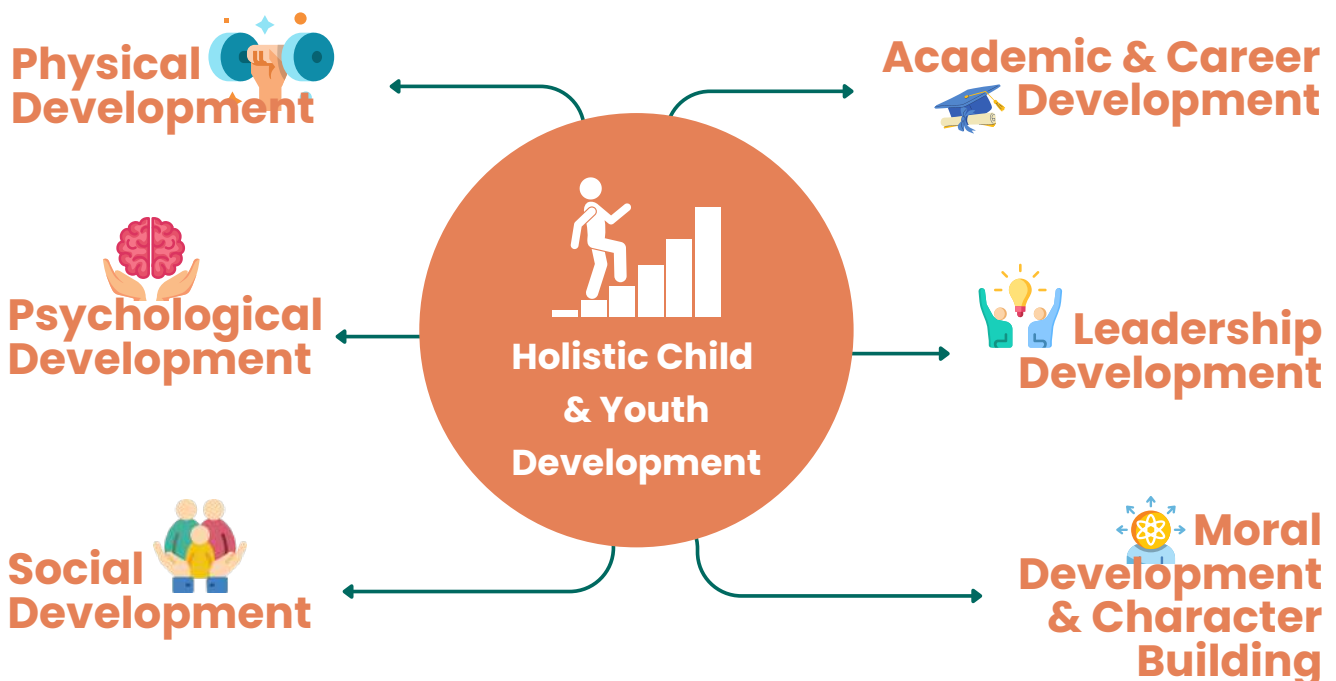 Physical
Development
Academic & Career
Development
Psychological
Development
Holistic Child
& Youth
Development
Leadership
Development
Social
Development
Moral
Development
& Character
Building